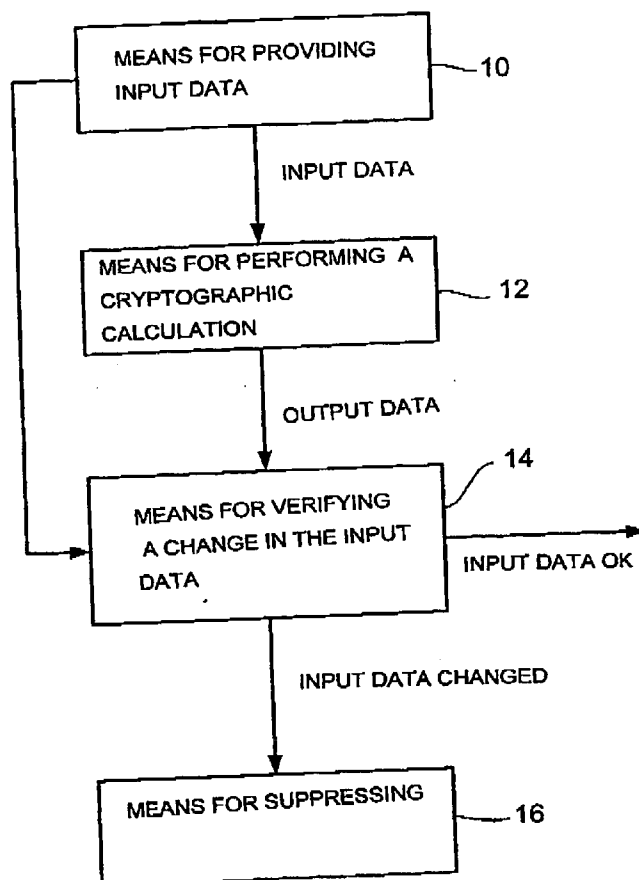 MEANS FOR PROVIDING
INPUT DATA
10
INPUT DATA
MEANS FOR PERFORMING A
CRYPTOGRAPHIC
CALCULATION
12
OUTPUT DATA
14
MEANS FOR VERIFYING
A CHANGE IN THE INPUT
DATA
INPUT DATA OK
INPUT DATA CHANGED
MEANS FOR SUPPRESSING
16